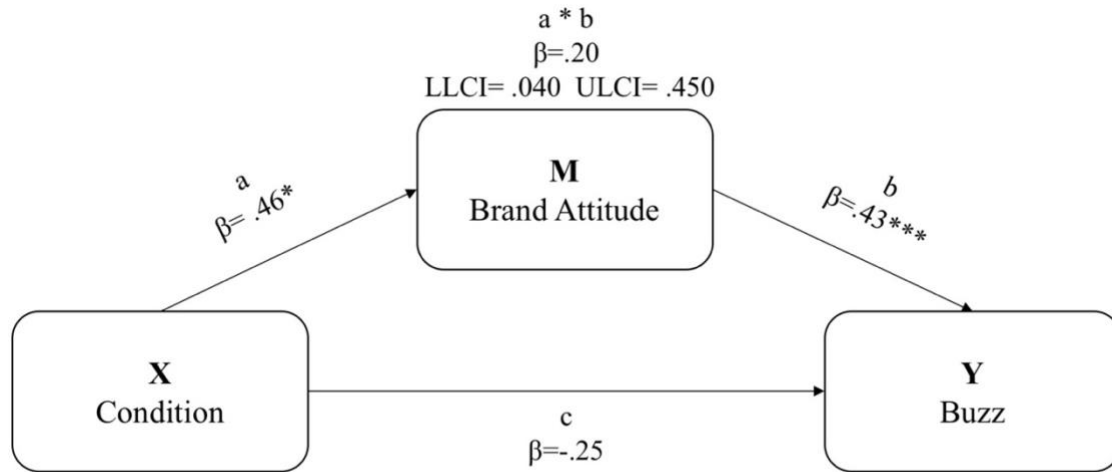 a * b
β=.20
LLCI= .040 ULCI= .450
M
Brand Attitude
a
β= .46*
b
β=.43***
X
Condition
Y
Buzz
c
β=-.25